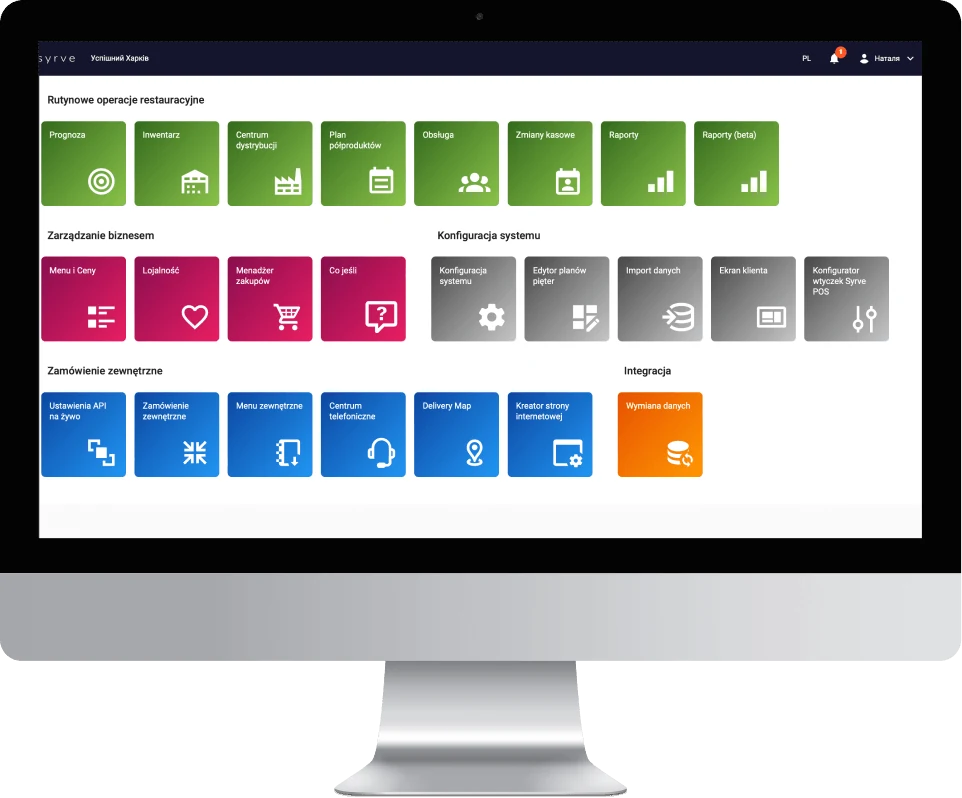 syrve
Успішний Харків
PL
1
Наталя
Rutynowe operacje restauracyjne
Prognoza
Inwentarz
Centrum
dystrybucji
Plan
półproduktów
Obsługa
Zmiany kasowe
Raporty
Raporty (beta)
Zarządzanie biznesem
Menu i Ceny
Lojalność
Menadżer
zakupów
Co jeśli
?
Konfiguracja systemu
Konfiguracja
systemu
Edytor planów
pięter
Import danych
Ekran klienta
Konfigurator
wtyczek Syrve
POS
Zamówienie zewnętrzne
Ustawienia API
na żywo
Zamówienie
zewnętrzne
Menu zewnętrzne
Centrum
telefoniczne
Delivery Map
Kreator strony
internetowej
Integracja
Wymiana danych